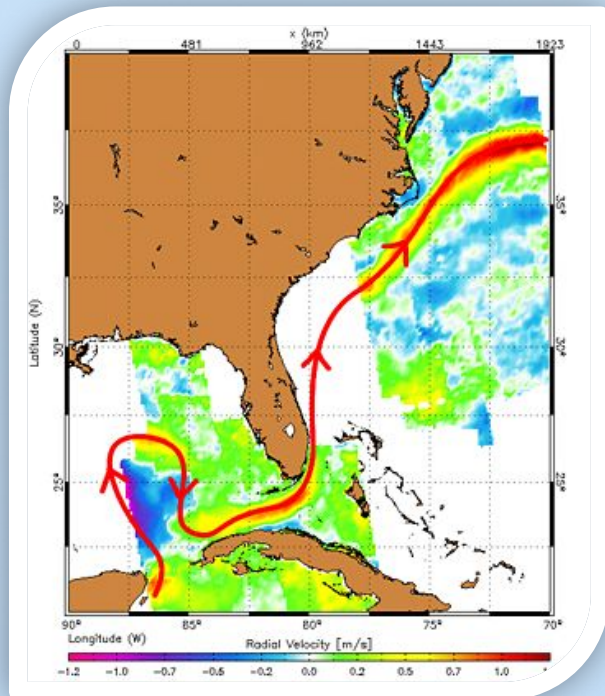 x (km)
0 481 962 1443 1923
35° 35°
30° 30°
25° 25°
Latitude (N)
90° 85° 80° 75° 70°
Longitude (W)
Radial Velocity [m/s]
-1.2 -1.0 -0.7 -0.5 -0.2 0.0 0.2 0.5 0.7 1.0